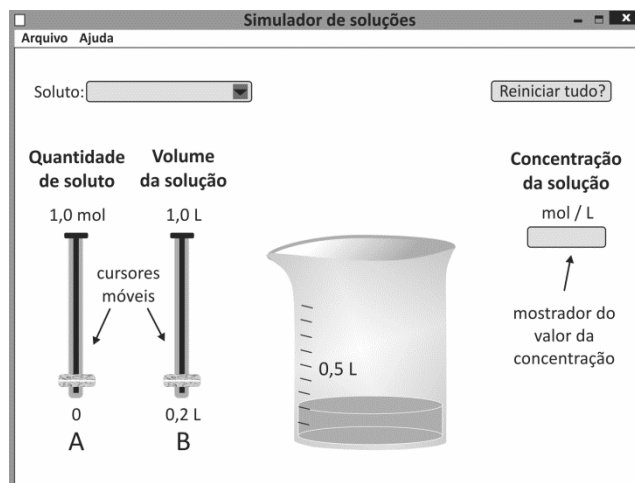 Simulador de soluções
Arquivo Ajuda
Soluto:
Reiniciar tudo?
Quantidade
de soluto
Volume
da solução
Concentração
da solução
1,0 mol
1,0 L
mol / L
cursores
móveis
mostrador do
valor da
concentração
0,5 L
0
0,2 L
A
B